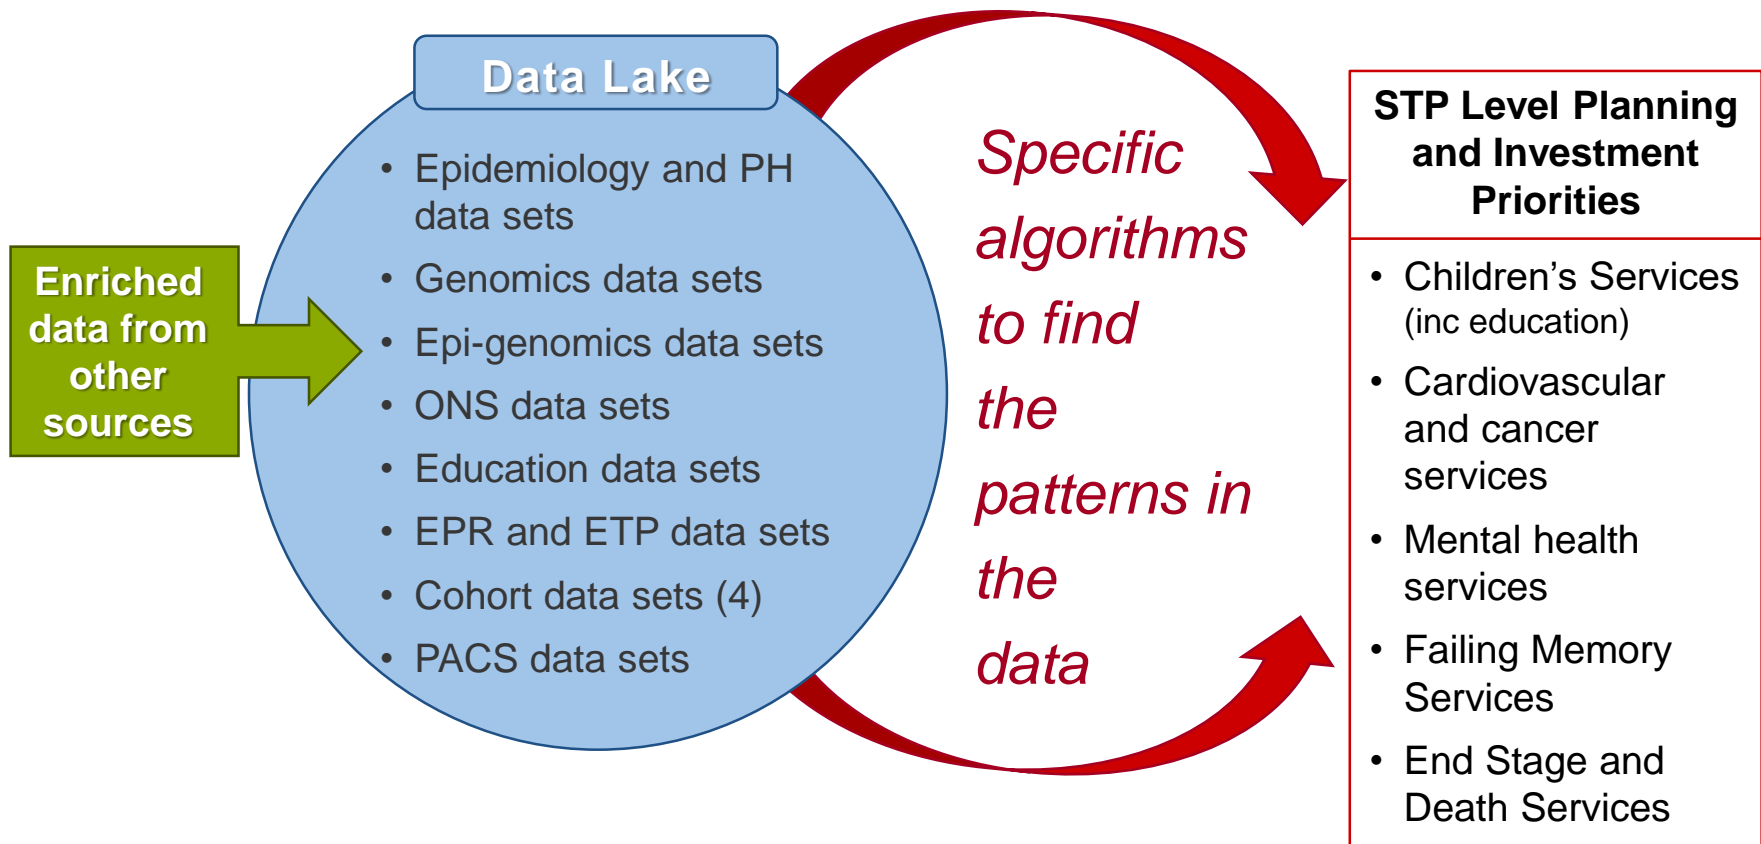 Data Lake
• Epidemiology and PH
data sets
• Genomics data sets
• Epi-genomics data sets
• ONS data sets
• Education data sets
• EPR and ETP data sets
• Cohort data sets (4)
• PACS data sets
Enriched
data from
other
sources
Specific
algorithms
to find
the
patterns in
the
data
STP Level Planning
and Investment
Priorities
• Children’s Services
(inc education)
• Cardiovascular
and cancer
services
• Mental health
services
• Failing Memory
Services
• End Stage and
Death Services